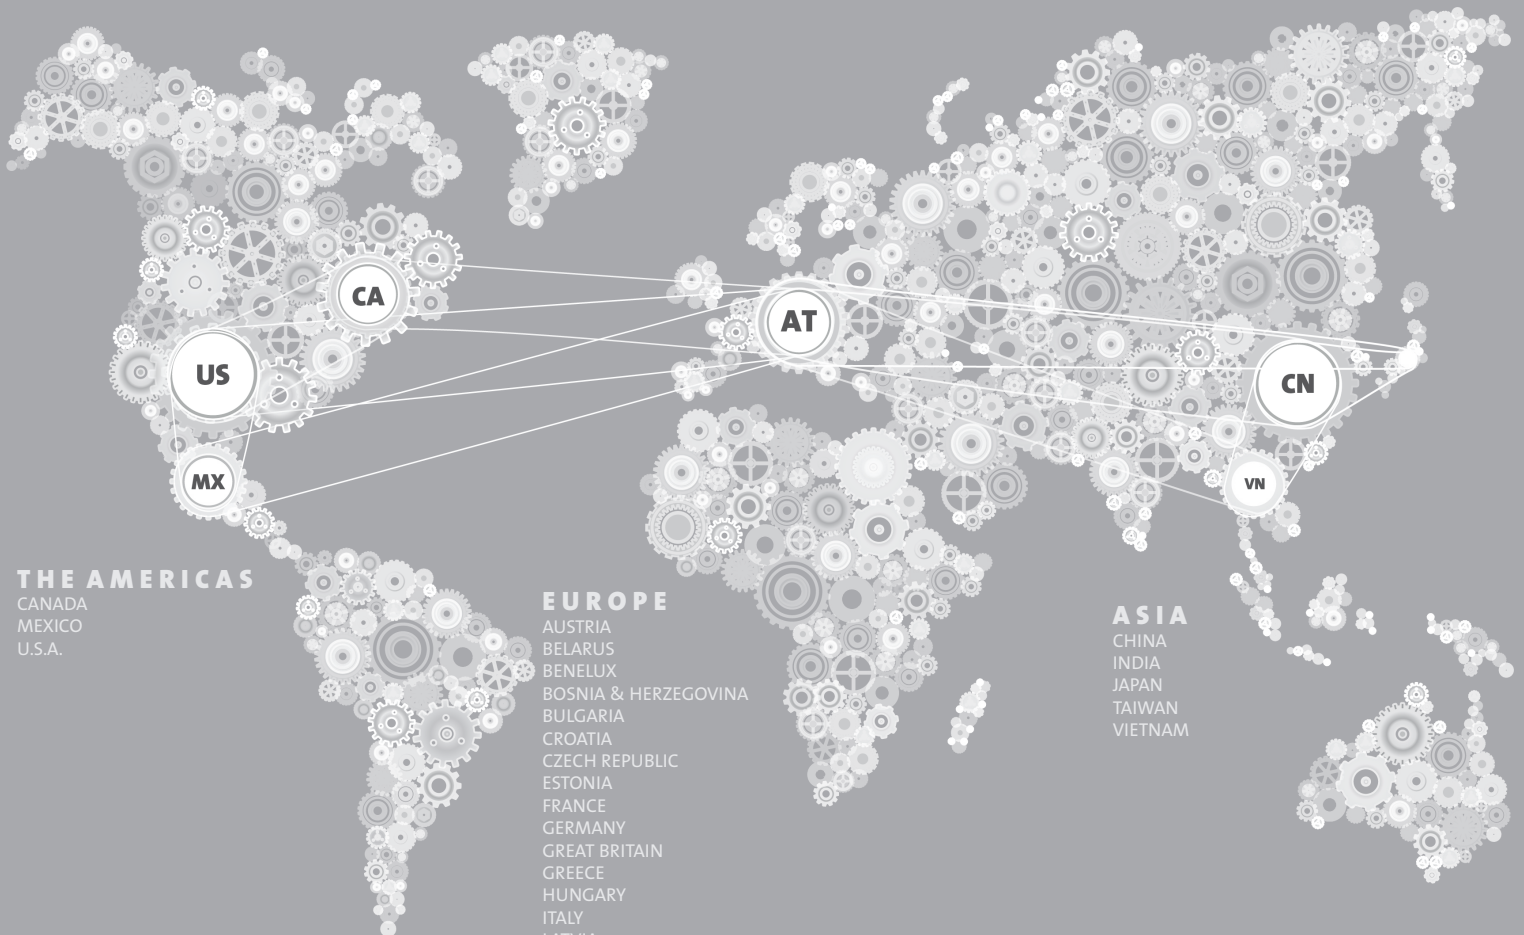 CA
AT
US
CN
MX
VN
THE AMERICAS
CANADA
MEXICO
U.S.A.
EUROPE
AUSTRIA
BELARUS
BENELUX
BOSNIA & HERZEGOVINA
BULGARIA
CROATIA
CZECH REPUBLIC
ESTONIA
FRANCE
GERMANY
GREAT BRITAIN
GREECE
HUNGARY
ITALY
ASIA
CHINA
INDIA
JAPAN
TAIWAN
VIETNAM